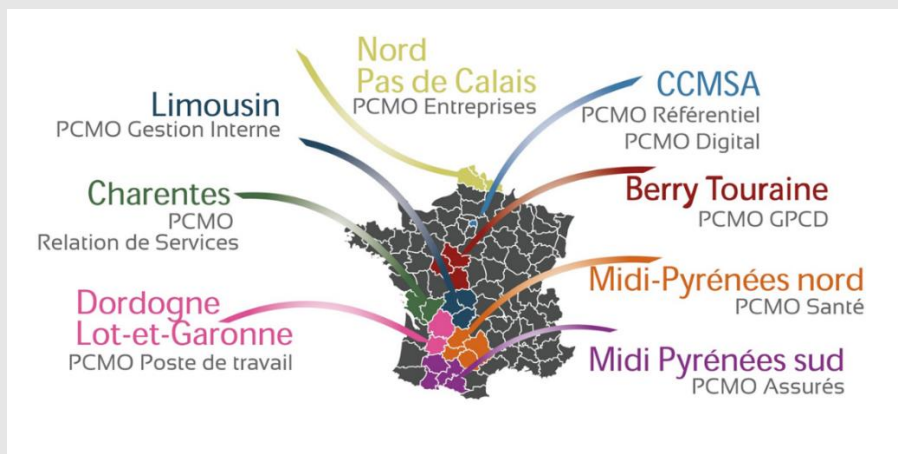 Nord
Pas de Calais
PCMO Entreprises
CCMSA
PCMO Référentiel
PCMO Digital
Limousin
PCMO Gestion Interne
Charentes
PCMO
Relation de Services
Berry Touraine
PCMO GPCD
Midi-Pyrénées nord
PCMO Santé
Dordogne
Lot-et-Garonne
PCMO Poste de travail
Midi Pyrénées sud
PCMO Assurés